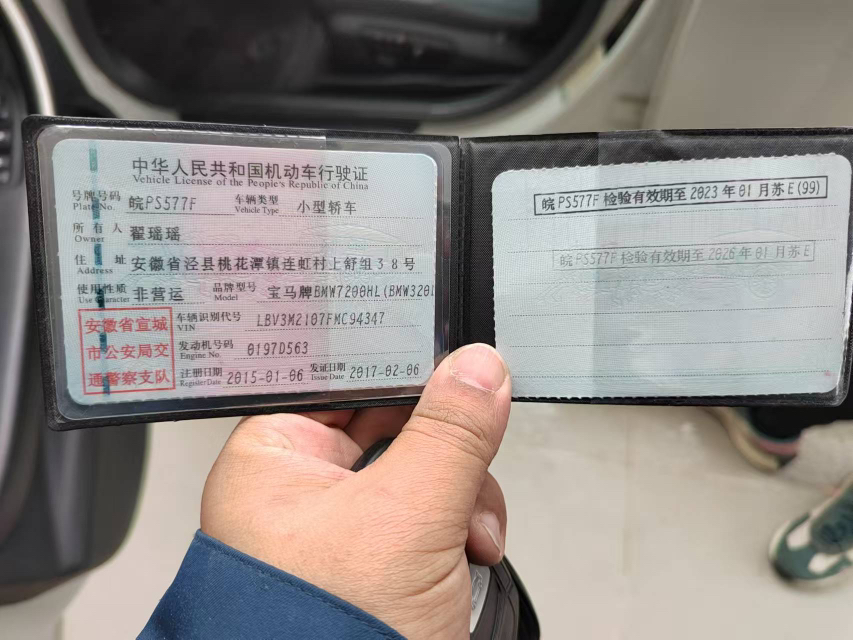 中华人民共和国机动车行驶证
Vehicle License of the People's Republic of China
号牌号码 皖PS577F 车辆类型 小型轿车
Plate No. Vehicle Type
所有人 翟瑶瑶
Owner
住址 安徽省泾县桃花潭镇连虹村上舒组38号
Address
使用性质 非营运 品牌型号 宝马牌BMW7200HL(BMW320i
Use Character Model
安徽省宣城
市公安局交
通警察支队
车辆识别代号 LBV3M2107FMC94347
VIN
发动机号码 0197D563
Engine No.
注册日期 2015-01-06 发证日期 2017-02-06
Register Date Issue Date
皖PS577F 检验有效期至 2023年01月苏E(99)
皖PS577F 检验有效期至 2026年01月苏E